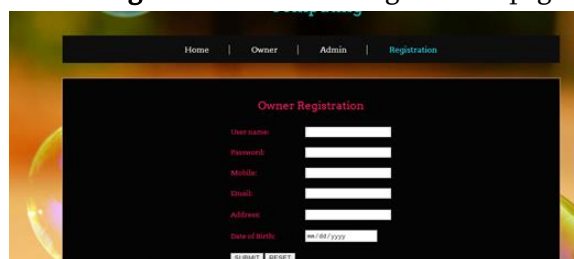 Home | Owner | Admin | Registration
Owner Registration
User name:
Password:
Mobile:
Email:
Address:
Date of Birth: mm/dd/yyyy
SUBMIT RESET